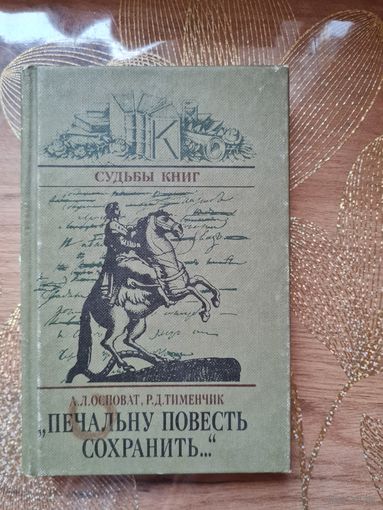 К
СУДЬБЫ КНИГ
А.Л.ОСПОВАТ, Р.Д.ТИМЕНЧИК
„ПЕЧАЛЬНУ ПОВЕСТЬ
СОХРАНИТЬ..."